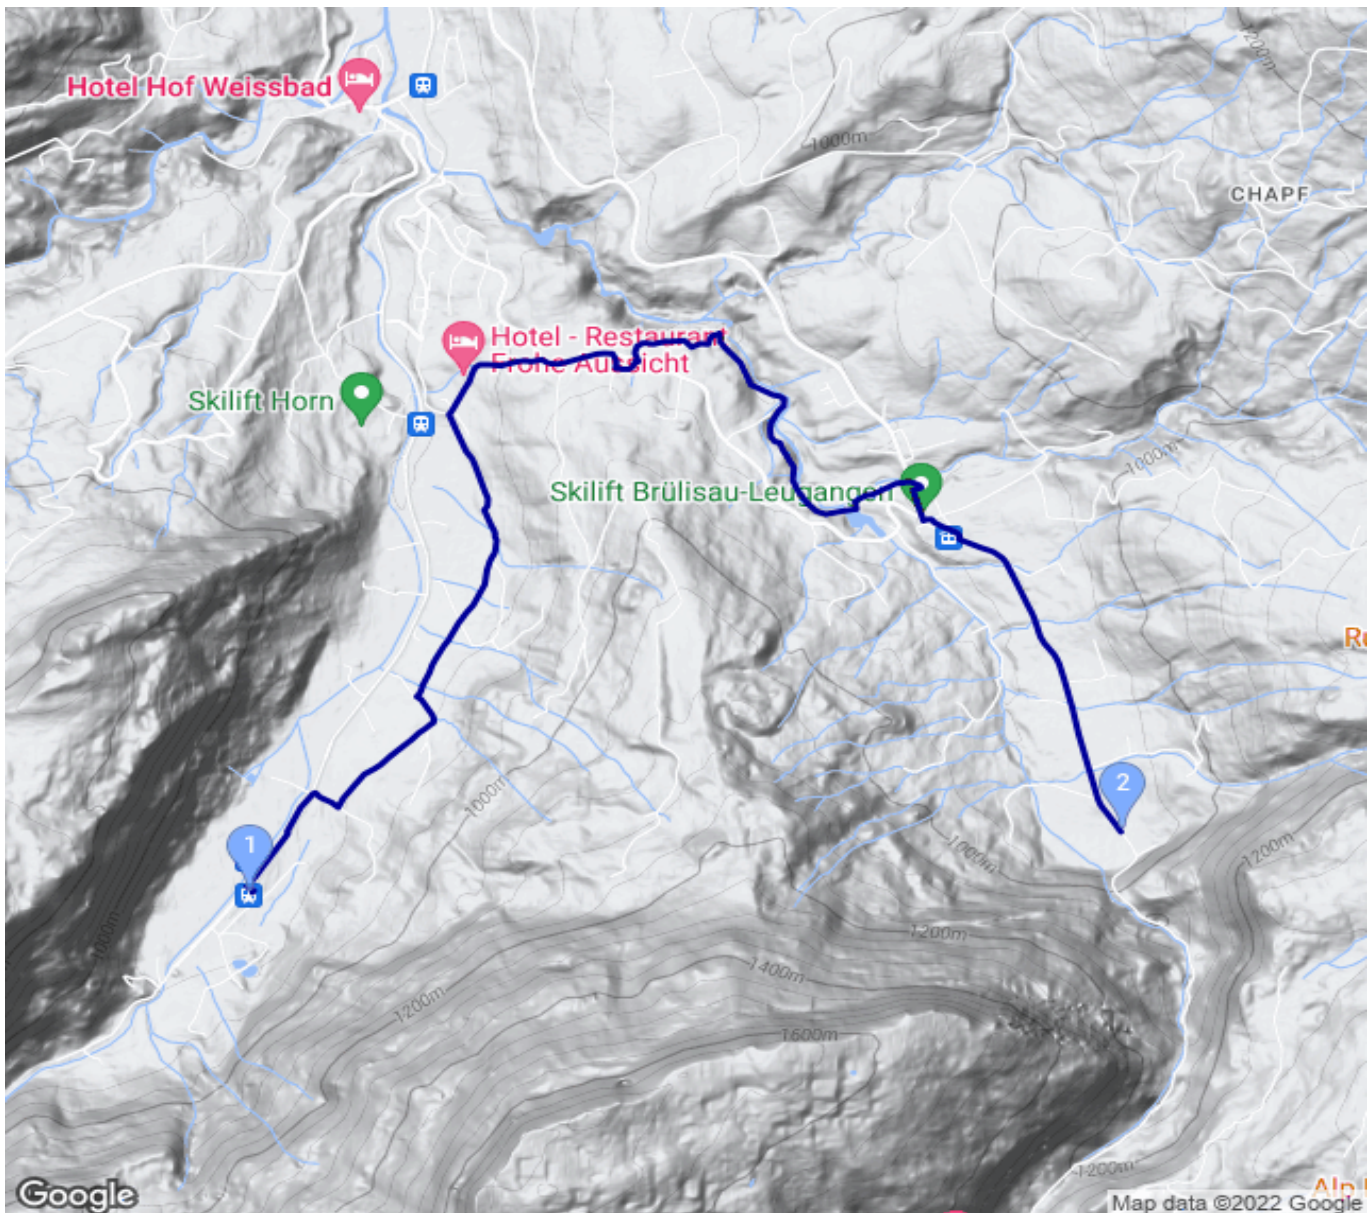 1200m
Hotel Hof Weissbad
1000m
CHAPF
Hotel - Restaurant
Frohe Aussicht
Skilift Horn
1000m
Skilift Brülisau-Leugangen
1000m
2
1
1000m
1200m
1000m
1200m
1400m
1200m
1600m
1200m
Google
Map data ©2022 Google